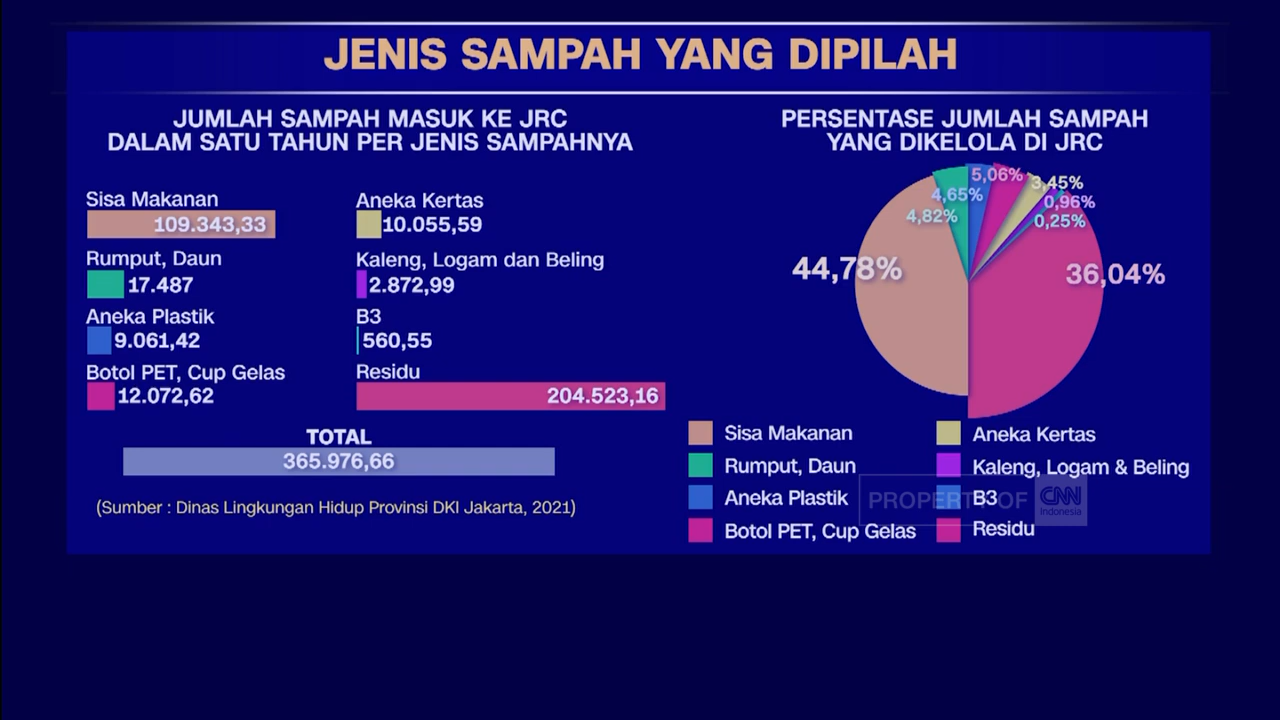 JENIS SAMPAH YANG DIPILAH
JUMLAH SAMPAH MASUK KE JRC
DALAM SATU TAHUN PER JENIS SAMPAHNYA
Sisa Makanan
109.343,33
Rumput, Daun
17.487
Aneka Plastik
9.061,42
Botol PET, Cup Gelas
12.072,62
Aneka Kertas
10.055,59
Kaleng, Logam dan Beling
2.872,99
B3
560,55
Residu
204.523,16
TOTAL
365.976,66
(Sumber : Dinas Lingkungan Hidup Provinsi DKI Jakarta, 2021)
PERSENTASE JUMLAH SAMPAH
YANG DIKELOLA DI JRC
44,78%
4,82%
4,65%
5,06%
3,45%
0,96%
0,25%
36,04%
Sisa Makanan
Rumput, Daun
Aneka Plastik
Botol PET, Cup Gelas
Aneka Kertas
Kaleng, Logam & Beling
B3
Residu
PROPERTY OF
CNN
Indonesia